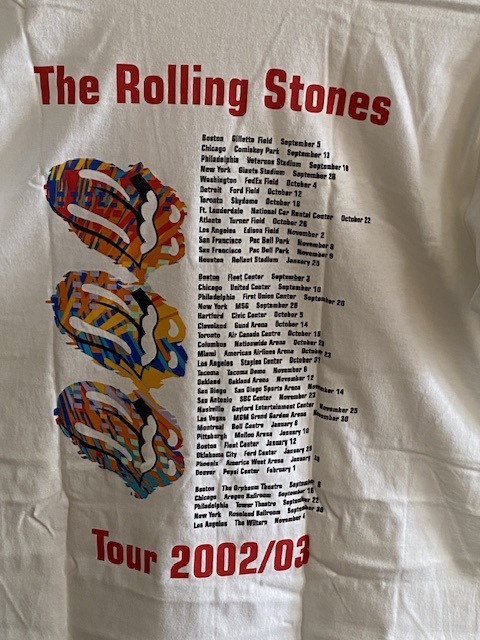 The Rolling Stones
Boston Gillette Field September 5
Chicago Comiskey Park September 13
Philadelphia Veterans Stadium September 18
New York Giants Stadium September 28
Washington FedEx Field October 4
Detroit Ford Field October 12
Toronto Skydome October 18
Ft. Lauderdale National Car Rental Center October 22
Atlanta Turner Field October 26
Los Angeles Edison Field November 2
San Francisco Pac Bell Park November 8
San Francisco Pac Bell Park November 9
Houston Reliant Stadium January 25
Boston Fleet Center September 3
Chicago United Center September 10
Philadelphia First Union Center September 20
New York MSG September 26
Hartford Civic Center October 5
Cleveland Gund Arena October 14
Toronto Air Canada Centre October 16
Columbus Nationwide Arena October 20
Miami American Airlines Arena October 23
Los Angeles Staples Center October 31
Tacoma Tacoma Dome November 6
Oakland Oakland Arena November 12
San Diego San Diego Sports Arena November 14
San Antonio SBC Center November 23
Nashville Gaylord Entertainment Center November 25
Las Vegas MGM Grand Garden Arena November 30
Montreal Bell Centre January 8
Pittsburgh Mellon Arena January 10
Boston Fleet Center January 12
Oklahoma City Ford Center January 28
Phoenix America West Arena January 30
Denver Pepsi Center February 1
Boston The Orpheum Theatre September 8
Chicago Aragon Ballroom September 16
Philadelphia Tower Theatre September 22
New York Roseland Ballroom September 30
Los Angeles The Wiltern November 4
Tour 2002/03